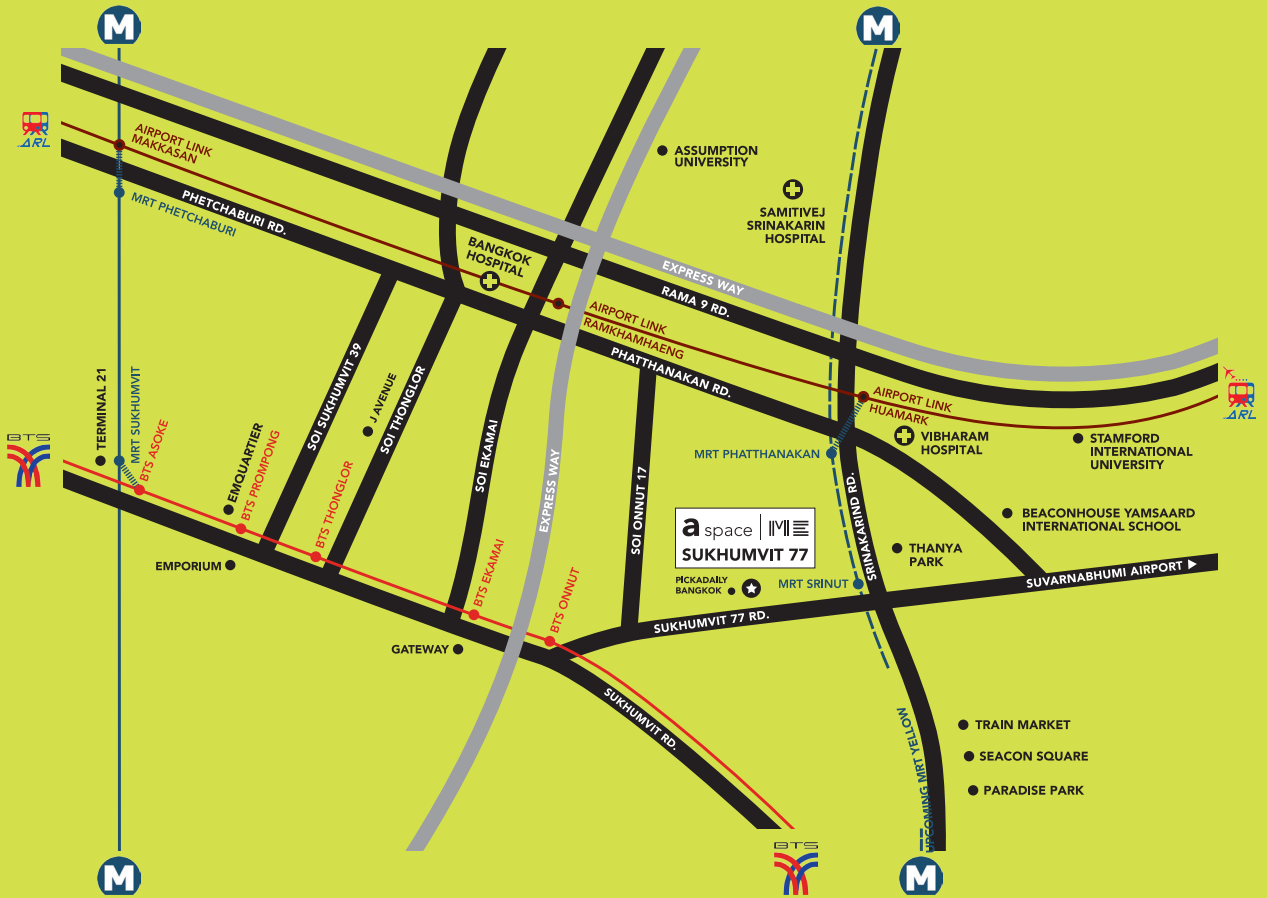 M
M
ARL
AIRPORT LINK
MAKKASAN
MRT PHETCHABURI
PHETCHABURI RD.
ASSUMPTION
UNIVERSITY
SAMITIVEJ
SRINAKARIN
HOSPITAL
BANGKOK
HOSPITAL
EXPRESS WAY
RAMA 9 RD.
AIRPORT LINK
RAMKHAMHAENG
PHATTHANAKAN RD.
AIRPORT LINK
HUAMARK
ARL
VIBHARAM
HOSPITAL
STAMFORD
INTERNATIONAL
UNIVERSITY
MRT PHATTHANAKAN
TERMINAL 21
MRT SUKHUMVIT
BTS ASOKE
BTS
EMQUARTIER
BTS PROMPONG
SOI SUKHUMVIT 39
J AVENUE
SOI THONGLOR
BTS THONGLOR
SOI EKAMAI
EXPRESS WAY
SOI ONNUT 17
SRINAKARIND RD.
a space | ME
SUKHUMVIT 77
BEACONHOUSE YAMSAARD
INTERNATIONAL SCHOOL
THANYA
PARK
EMPORIUM
BTS EKAMAI
BTS ONNUT
PICKADAILY
BANGKOK
MRT SRINUT
SUVARNABHUMI AIRPORT
SUKHUMVIT 77 RD.
GATEWAY
SUKHUMVIT RD.
UPCOMING MRT YELLOW
TRAIN MARKET
SEACON SQUARE
PARADISE PARK
M
BTS
M